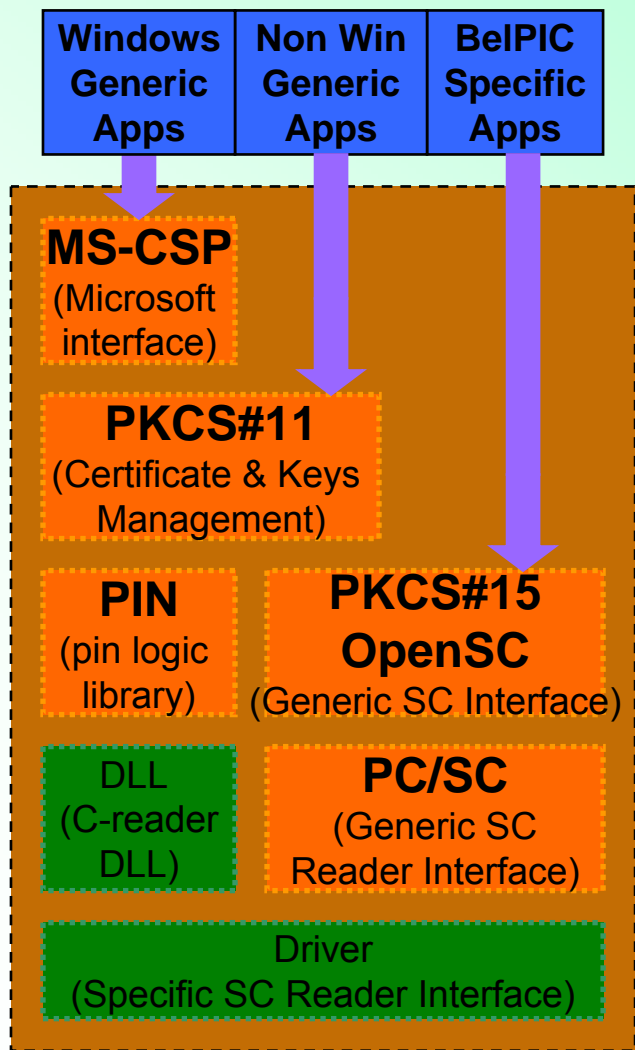 Windows
Generic
Apps
Non Win
Generic
Apps
BelPIC
Specific
Apps
MS-CSP
(Microsoft
interface)
PKCS#11
(Certificate & Keys
Management)
PIN
(pin logic
library)
PKCS#15
OpenSC
(Generic SC Interface)
DLL
(C-reader
DLL)
PC/SC
(Generic SC
Reader Interface)
Driver
(Specific SC Reader Interface)